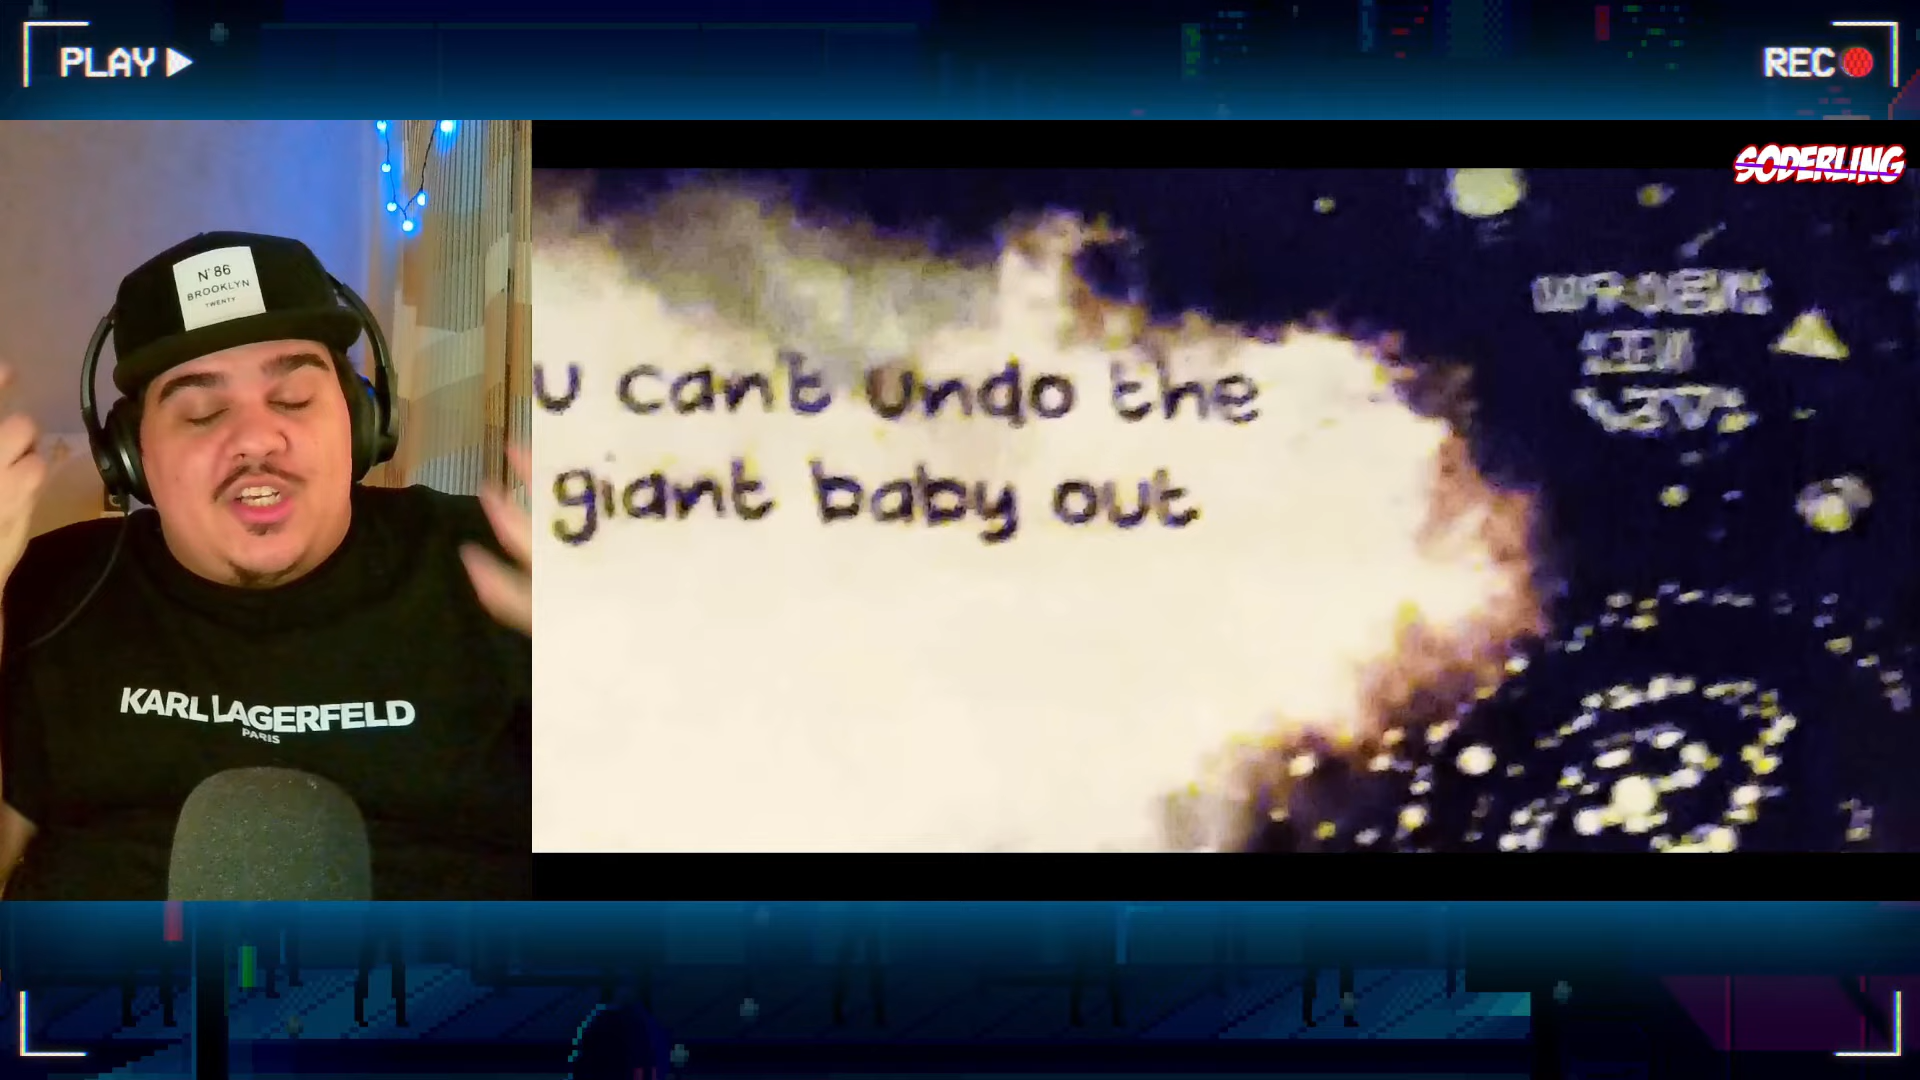 PLAY
REC
SODERLING
N°86
BROOKLYN
TWENTY
u cant undo the
giant baby out
KARL LAGERFELD
PARIS